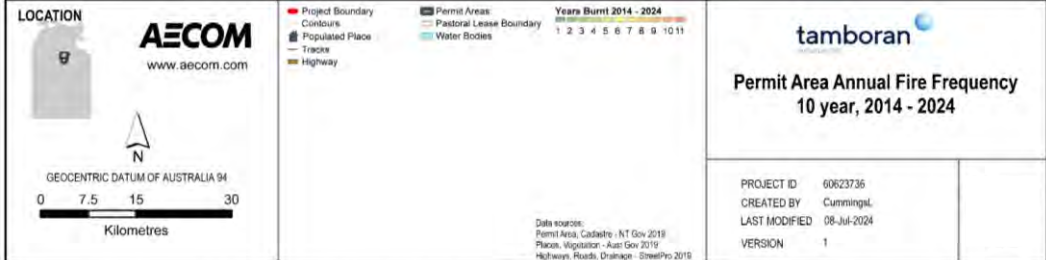 LOCATION
AECOM
www.aecom.com
N
GEOCENTRIC DATUM OF AUSTRALIA 94
0 7.5 15 30
Kilometres
Project Boundary
Contours
Populated Place
Tracks
Highway
Permit Areas
Pastoral Lease Boundary
Water Bodies
Years Burnt 2014 - 2024
1 2 3 4 5 6 7 8 9 10 11
Data sources:
Permit Area, Cadastre - NT Gov 2019
Places, Vegetation - Aust Gov 2019
Highways, Roads, Drainage - StreetPro 2019
tamboran
Permit Area Annual Fire Frequency
10 year, 2014 - 2024
PROJECT ID 60623736
CREATED BY CummingsL
LAST MODIFIED 08-Jul-2024
VERSION 1